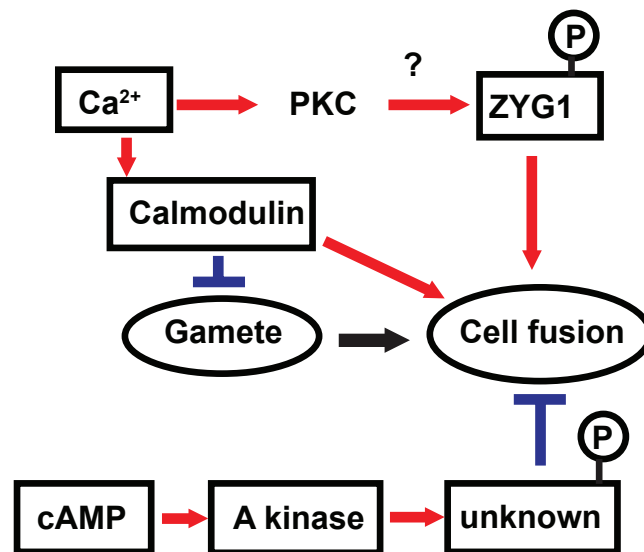 P
?
Ca²⁺
PKC
ZYG1
Calmodulin
Gamete
Cell fusion
P
cAMP
A kinase
unknown